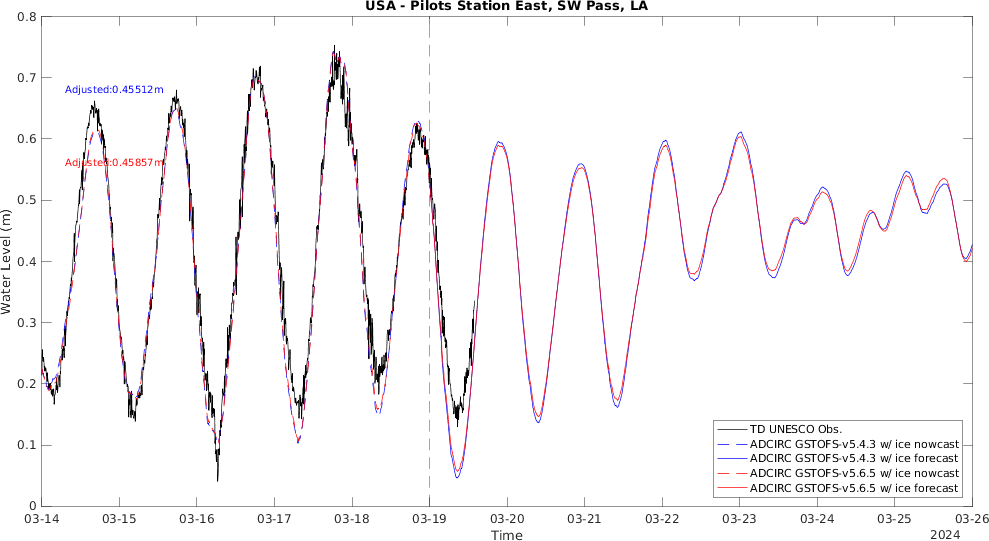 USA - Pilots Station East, SW Pass, LA
0.8
0.7
0.6
0.5
0.4
0.3
0.2
0.1
0
Water Level (m)
Adjusted:0.45512m
Adjusted:0.45857m
TD UNESCO Obs.
ADCIRC GSTOFS-v5.4.3 w/ ice nowcast
ADCIRC GSTOFS-v5.4.3 w/ ice forecast
ADCIRC GSTOFS-v5.6.5 w/ ice nowcast
ADCIRC GSTOFS-v5.6.5 w/ ice forecast
03-14 03-15 03-16 03-17 03-18 03-19 03-20 03-21 03-22 03-23 03-24 03-25 03-26
Time
2024